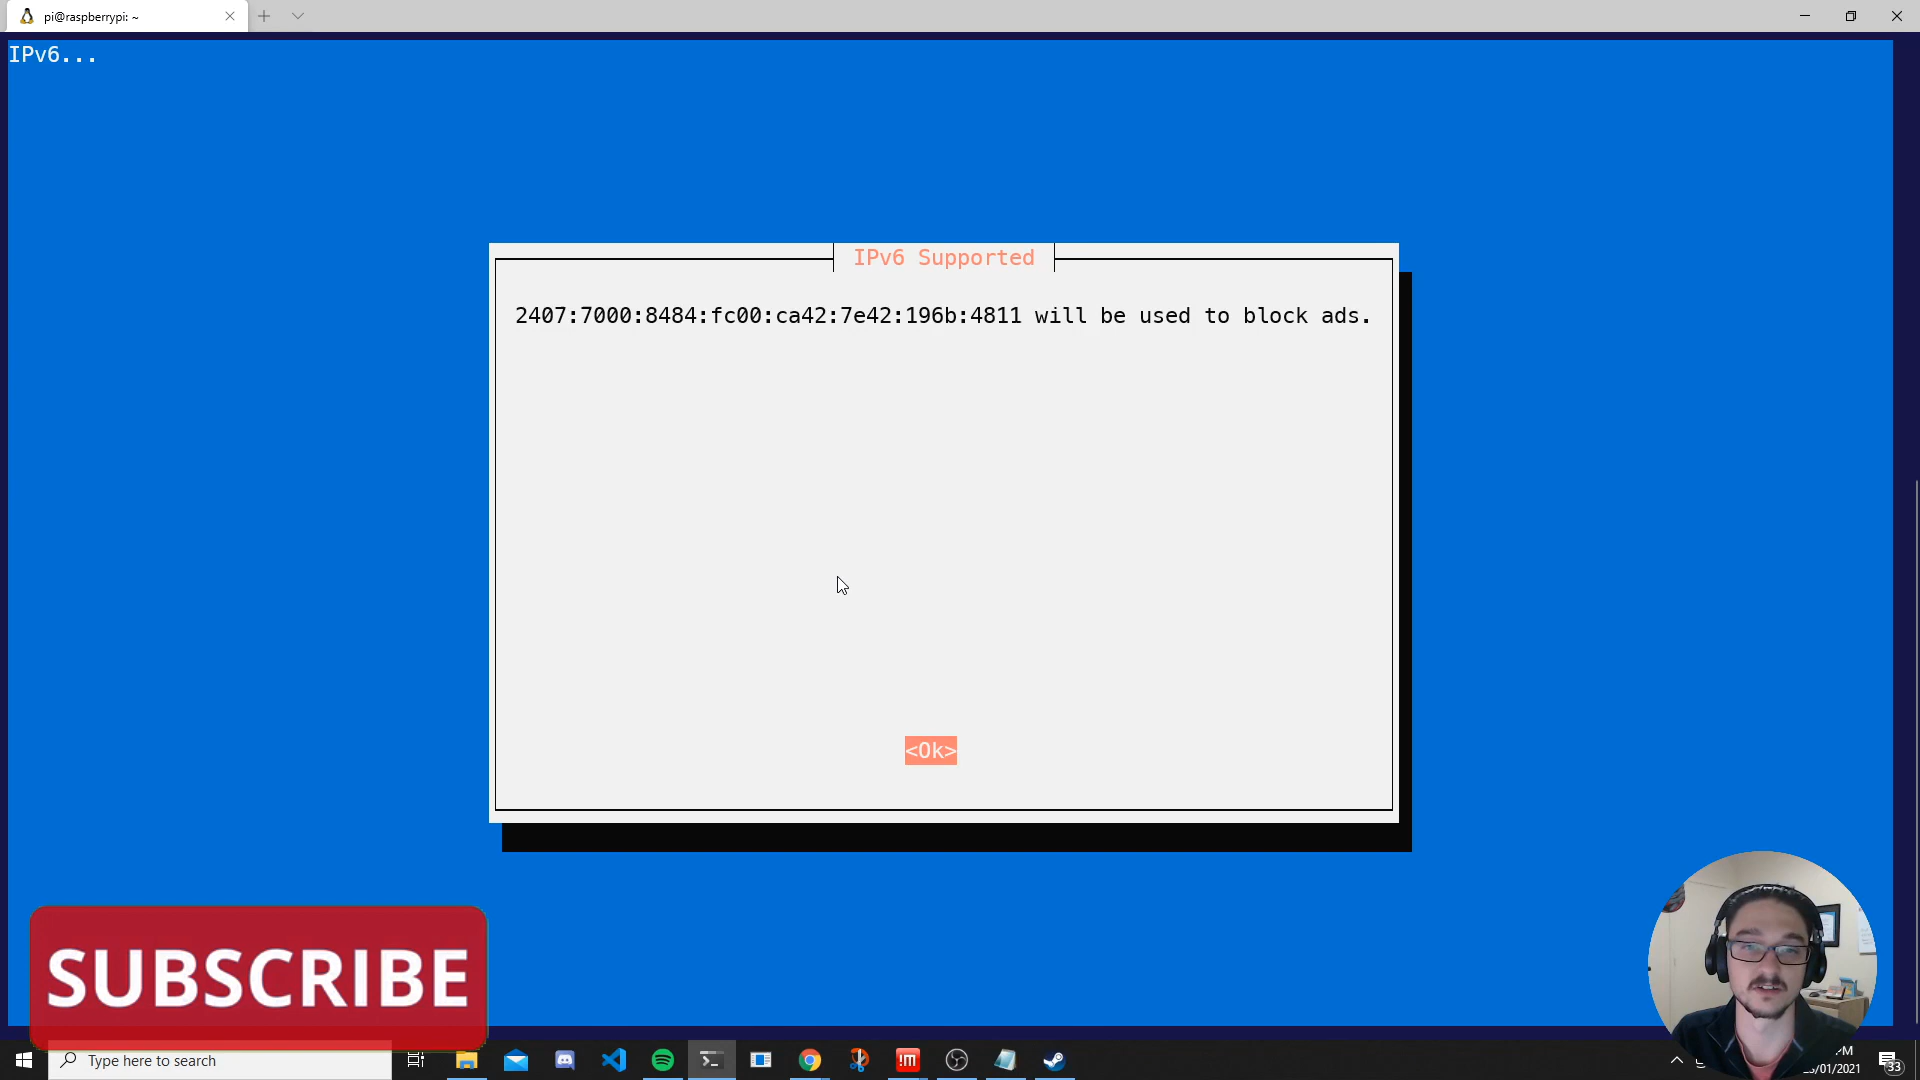 pi@raspberrypi: ~
IPv6...
IPv6 Supported
2407:7000:8484:fc00:ca42:7e42:196b:4811 will be used to block ads.
<Ok>
SUBSCRIBE
Type here to search
33